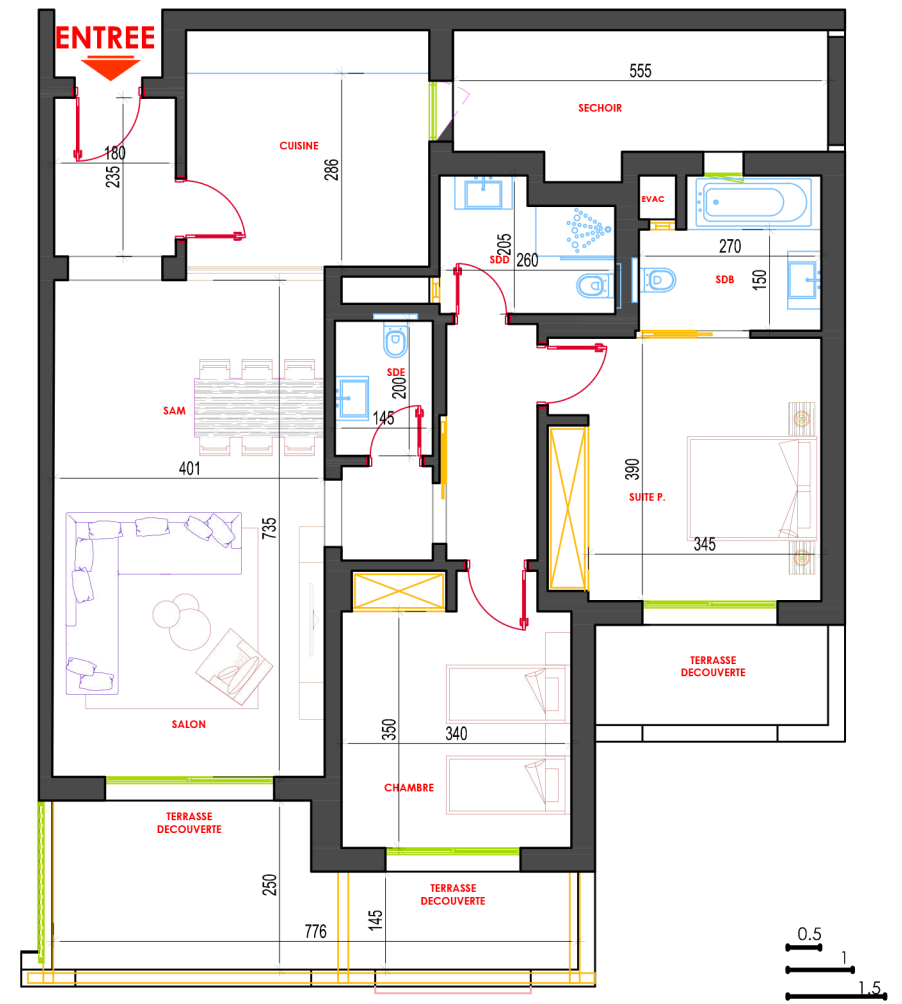 ENTREE
555
SECHOIR
CUISINE
286
180
235
EVAC
205
SDD
260
270
SDB
150
SDE
200
145
SAM
401
735
390
SUITE P.
345
TERRASSE
DECOUVERTE
SALON
350
340
CHAMBRE
TERRASSE
DECOUVERTE
TERRASSE
DECOUVERTE
250
145
776
0.5
1
1.5